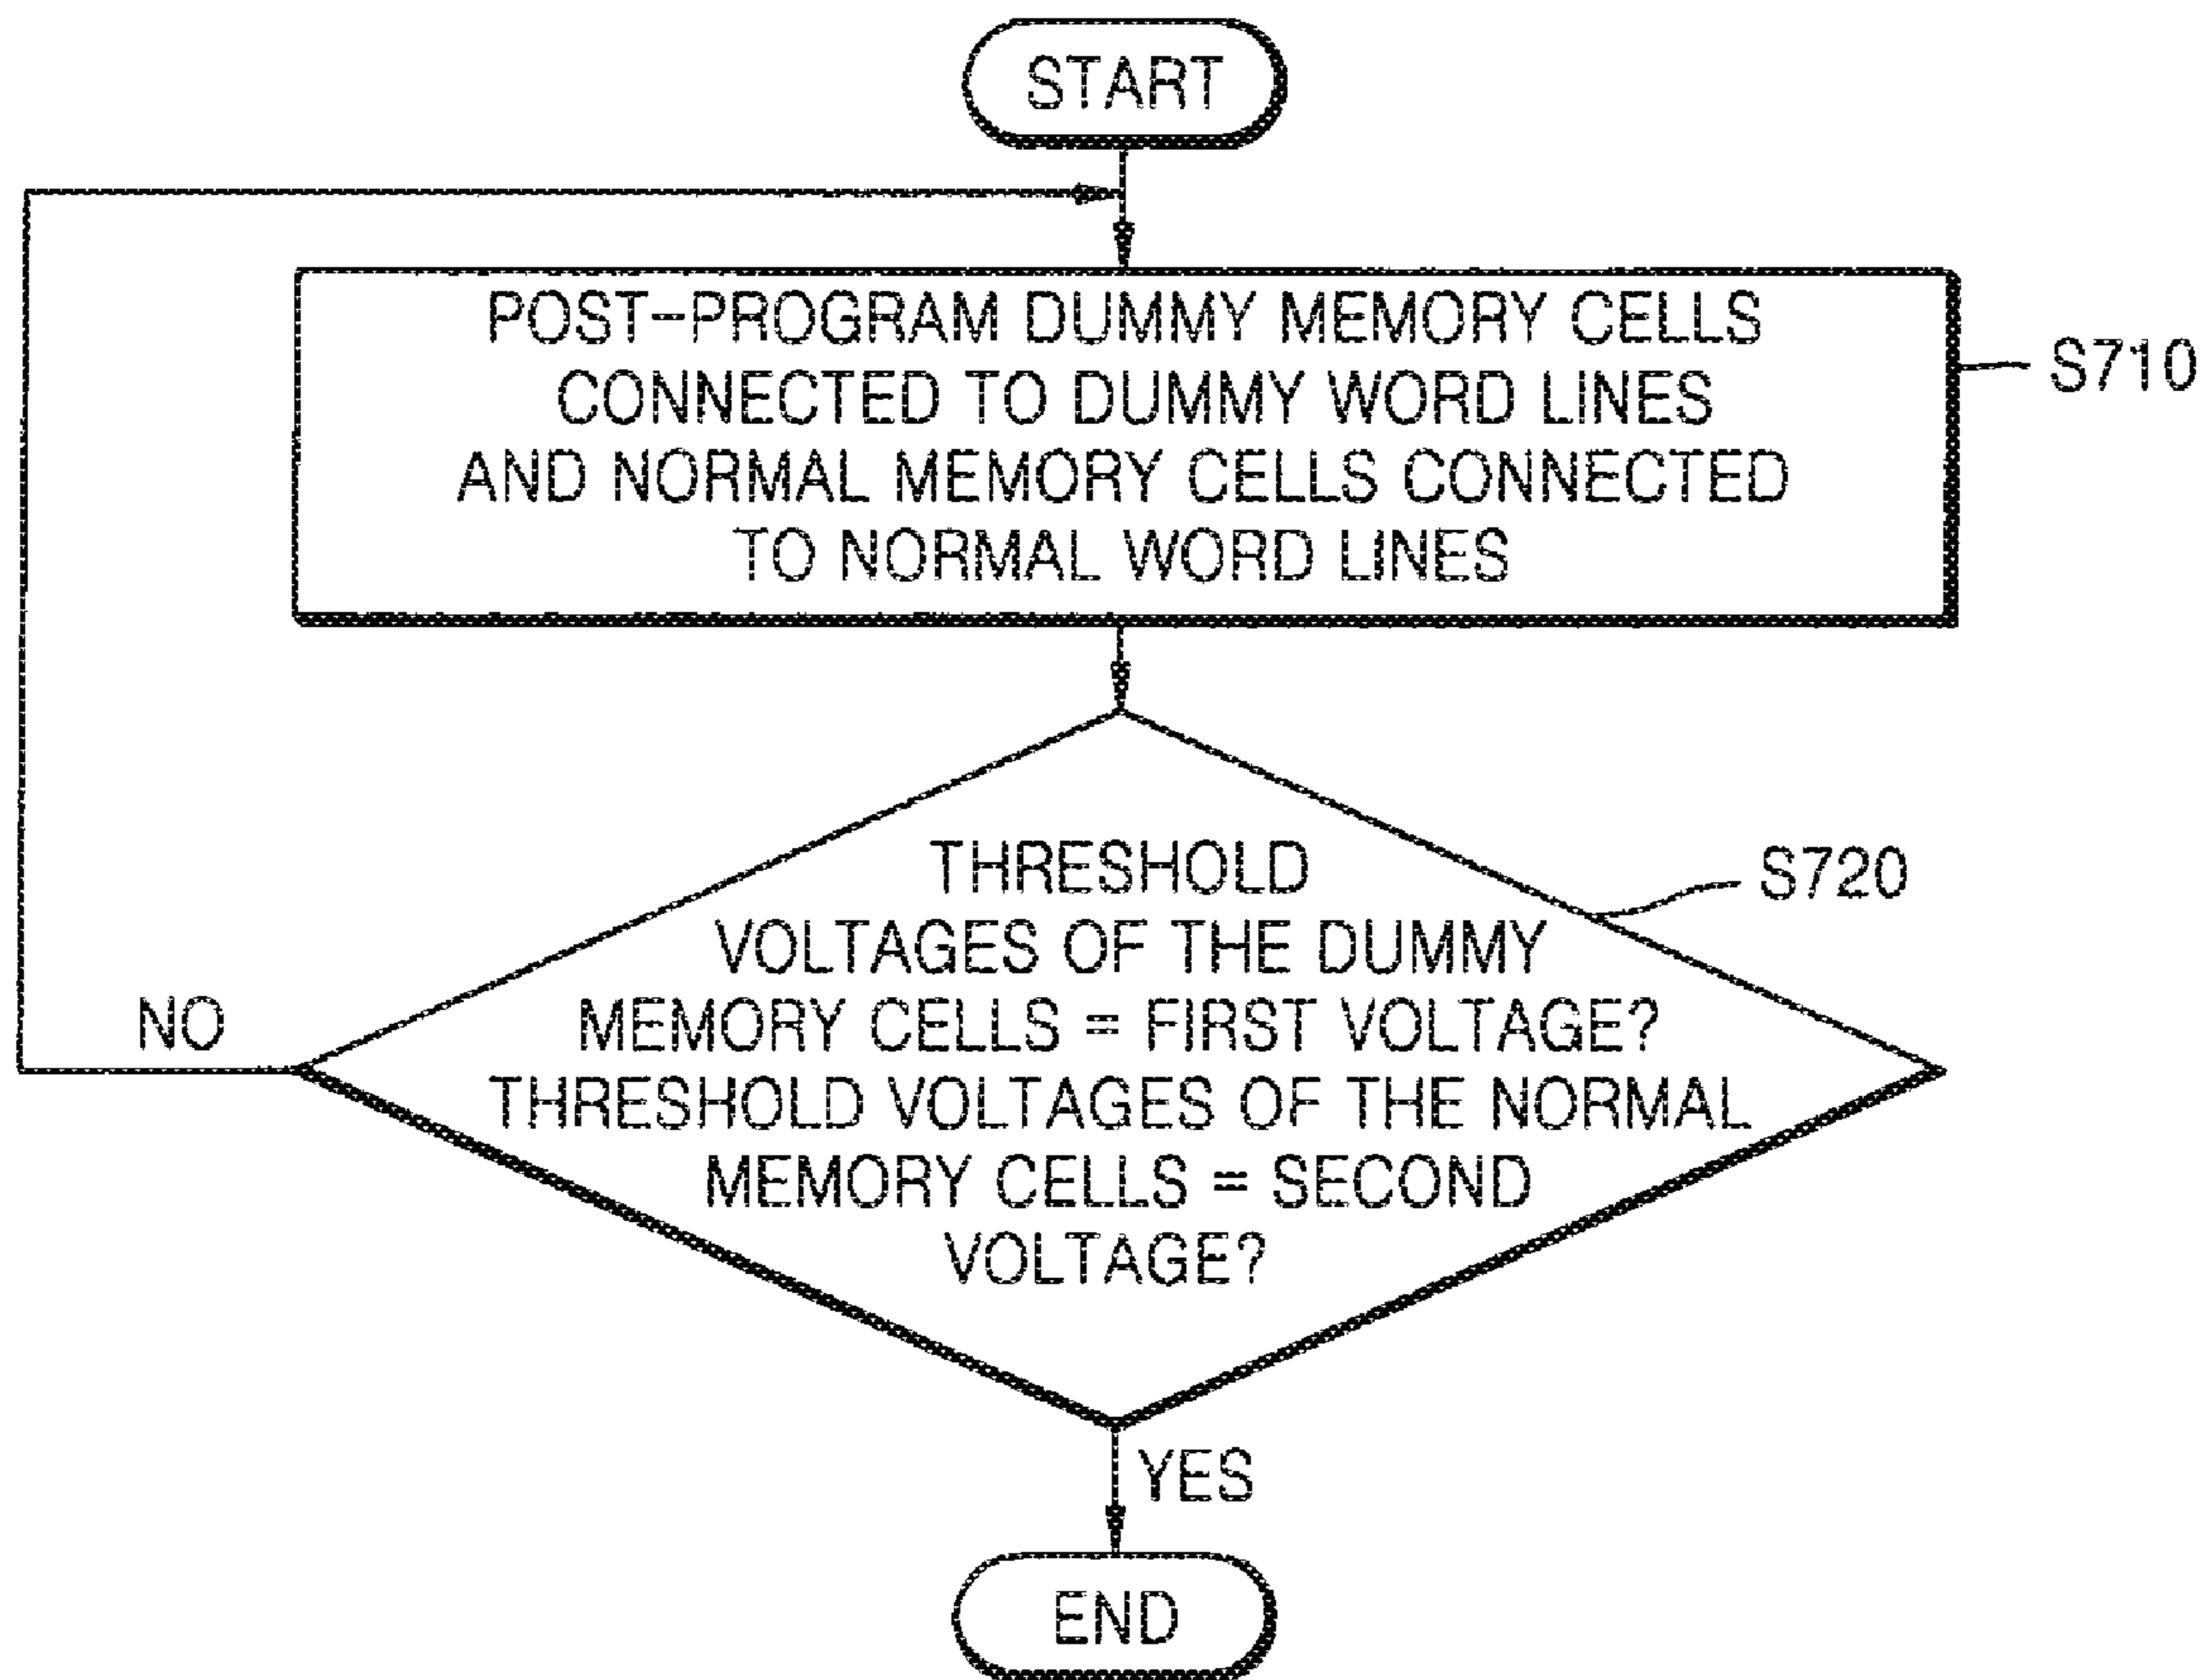 START
POST-PROGRAM DUMMY MEMORY CELLS
CONNECTED TO DUMMY WORD LINES
AND NORMAL MEMORY CELLS CONNECTED
TO NORMAL WORD LINES
S710
THRESHOLD
VOLTAGES OF THE DUMMY
MEMORY CELLS = FIRST VOLTAGE?
THRESHOLD VOLTAGES OF THE NORMAL
MEMORY CELLS = SECOND
VOLTAGE?
S720
NO
YES
END